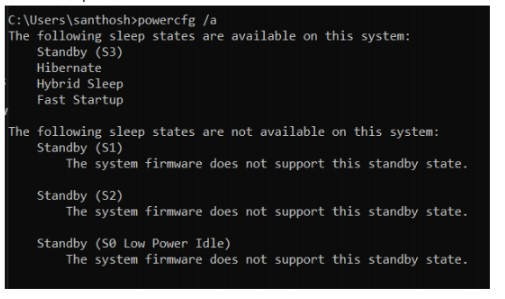 C:\Users\santhosh>powercfg /a
The following sleep states are available on this system:
Standby (S3)
Hibernate
Hybrid Sleep
Fast Startup
The following sleep states are not available on this system:
Standby (S1)
The system firmware does not support this standby state.
Standby (S2)
The system firmware does not support this standby state.
Standby (S0 Low Power Idle)
The system firmware does not support this standby state.